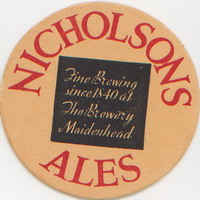 NICHOLSONS
Fine Brewing
since 1840 at
The Brewery
Maidenhead
ALES